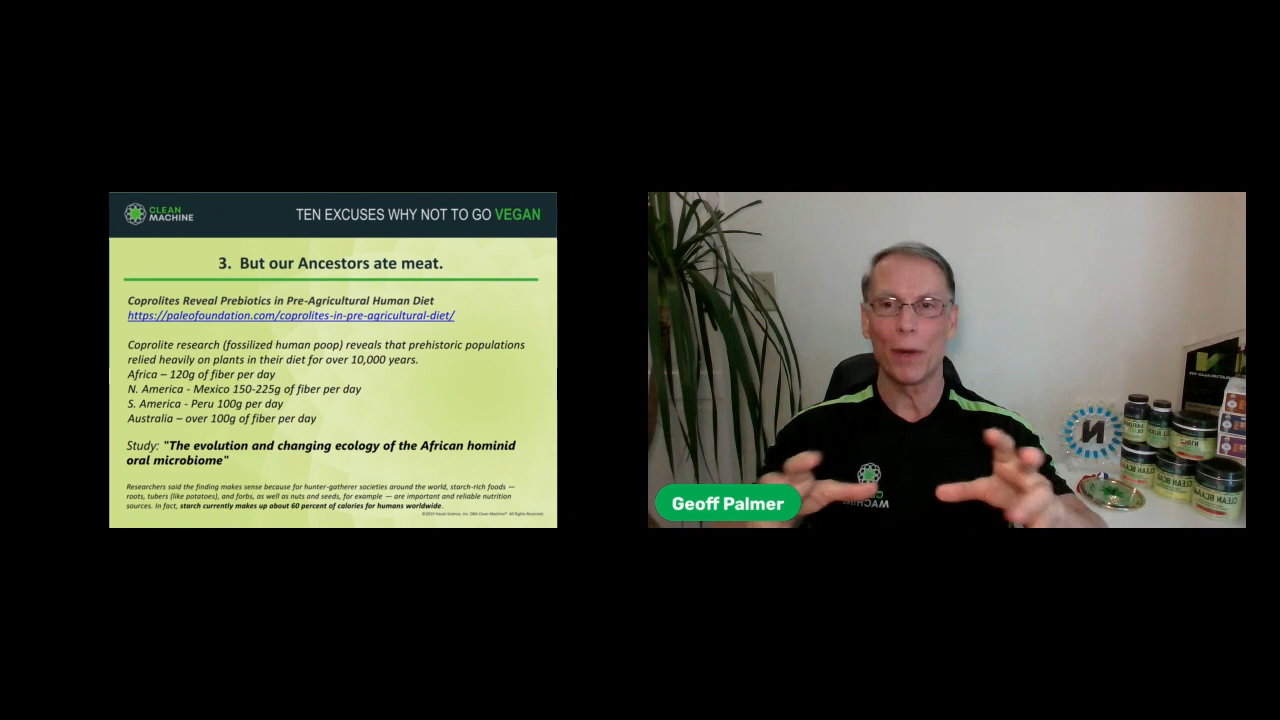 CLEAN
MACHINE
TEN EXCUSES WHY NOT TO GO VEGAN
3. But our Ancestors ate meat.
Coprolites Reveal Prebiotics in Pre-Agricultural Human Diet
https://paleofoundation.com/coprolites-in-pre-agricultural-diet/
Coprolite research (fossilized human poop) reveals that prehistoric populations
relied heavily on plants in their diet for over 10,000 years.
Africa – 120g of fiber per day
N. America - Mexico 150-225g of fiber per day
S. America - Peru 100g per day
Australia – over 100g of fiber per day
Study: "The evolution and changing ecology of the African hominid
oral microbiome"
Researchers said the finding makes sense because for hunter-gatherer societies around the world, starch-rich foods —
roots, tubers (like potatoes), and forbs, as well as nuts and seeds, for example — are important and reliable nutrition
sources. In fact, starch currently makes up about 60 percent of calories for humans worldwide.
Geoff Palmer
MACHINE
N
CLEAN BCAA
CLEAN BCAA
CLEAN BCAA